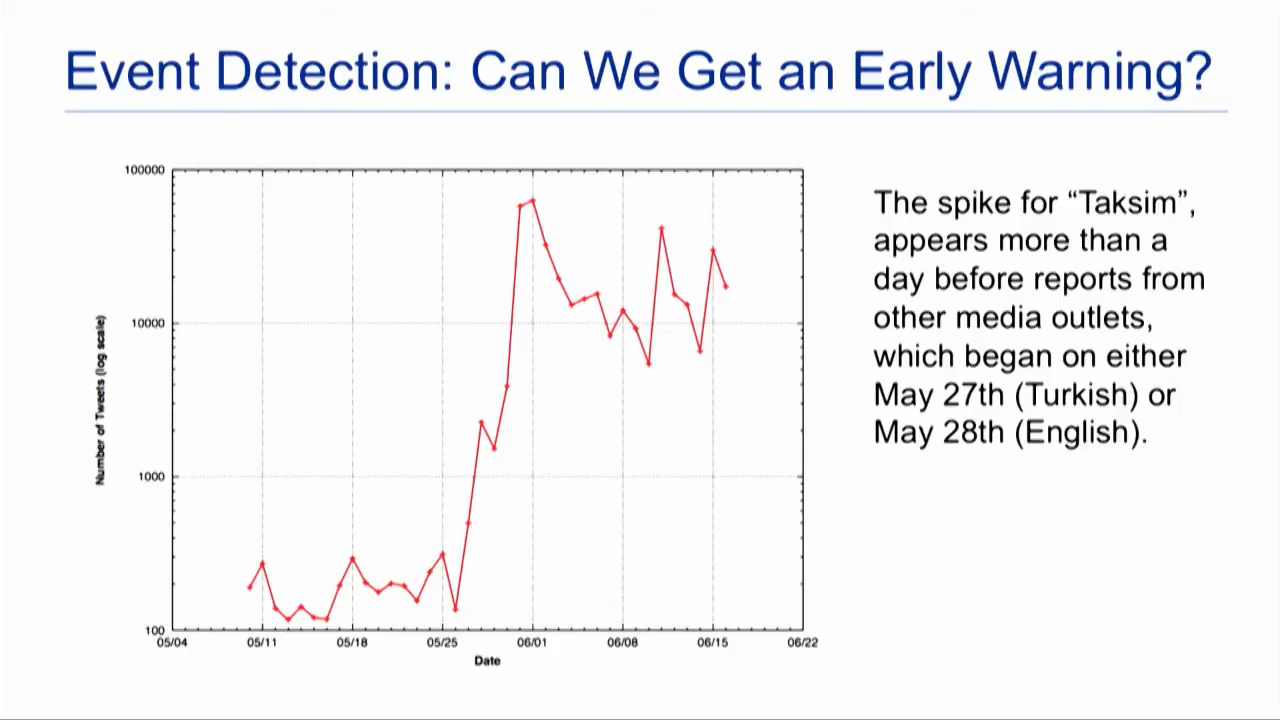 Event Detection: Can We Get an Early Warning?
The spike for “Taksim”,
appears more than a
day before reports from
other media outlets,
which began on either
May 27th (Turkish) or
May 28th (English).
Number of Tweets (log scale)
100000
10000
1000
100
05/04 05/11 05/18 05/25 06/01 06/08 06/15 06/22
Date